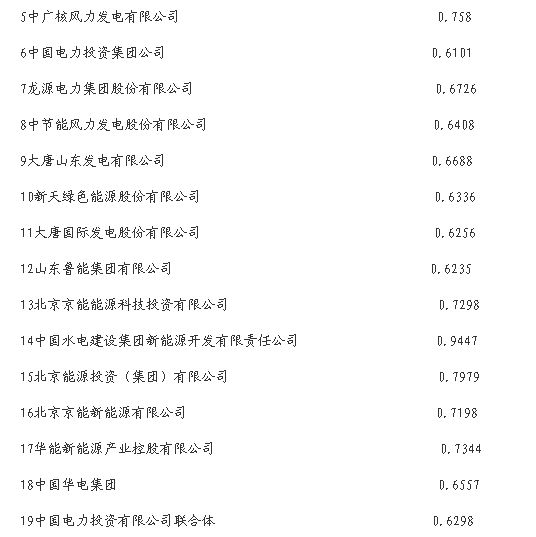 5中广核风力发电有限公司 0.758
6中国电力投资集团公司 0.6101
7龙源电力集团股份有限公司 0.6726
8中节能风力发电股份有限公司 0.6408
9大唐山东发电有限公司 0.6688
10新天绿色能源股份有限公司 0.6336
11大唐国际发电股份有限公司 0.6256
12山东鲁能集团有限公司 0.6235
13北京京能能源科技投资有限公司 0.7298
14中国水电建设集团新能源开发有限责任公司 0.9447
15北京能源投资（集团）有限公司 0.7979
16北京京能新能源有限公司 0.7198
17华能新能源产业控股有限公司 0.7344
18中国华电集团 0.6557
19中国电力投资有限公司联合体 0.6298